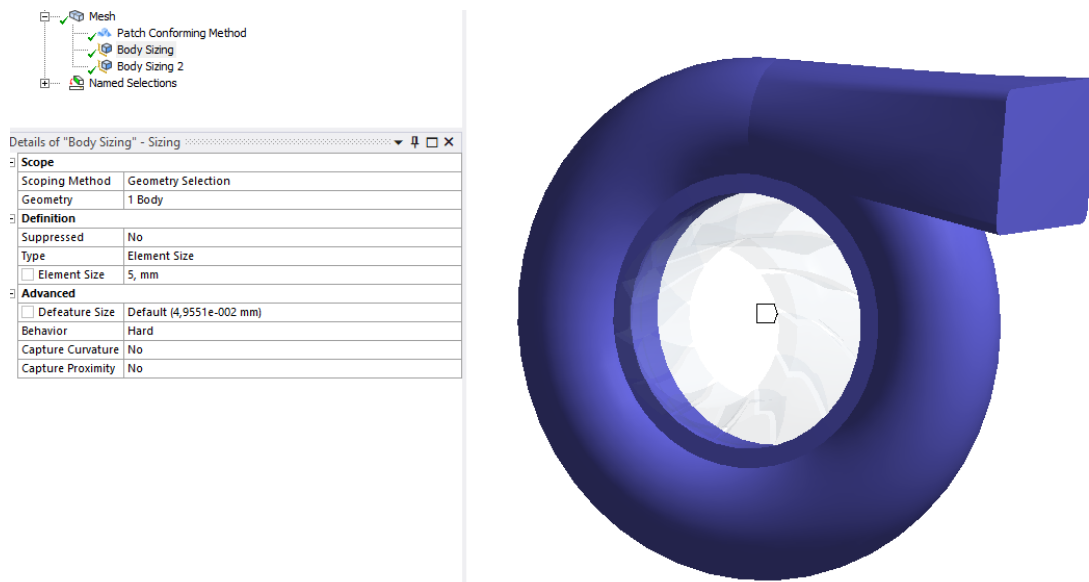 Mesh
Patch Conforming Method
Body Sizing
Body Sizing 2
Named Selections
Details of "Body Sizing" - Sizing
Scope
Scoping Method Geometry Selection
Geometry 1 Body
Definition
Suppressed No
Type Element Size
Element Size 5, mm
Advanced
Defeature Size Default (4,9551e-002 mm)
Behavior Hard
Capture Curvature No
Capture Proximity No